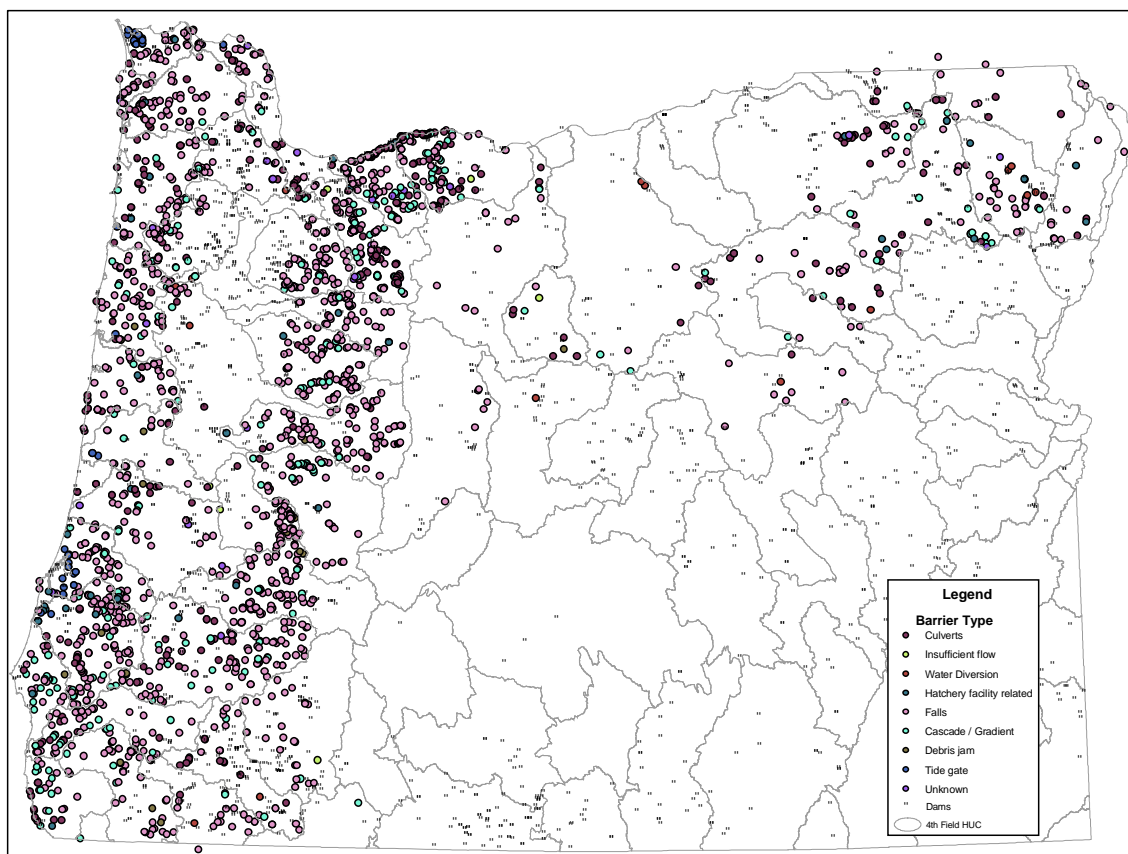 Legend
Barrier Type
Culverts
Insufficient flow
Water Diversion
Hatchery facility related
Falls
Cascade / Gradient
Debris jam
Tide gate
Unknown
Dams
4th Field HUC